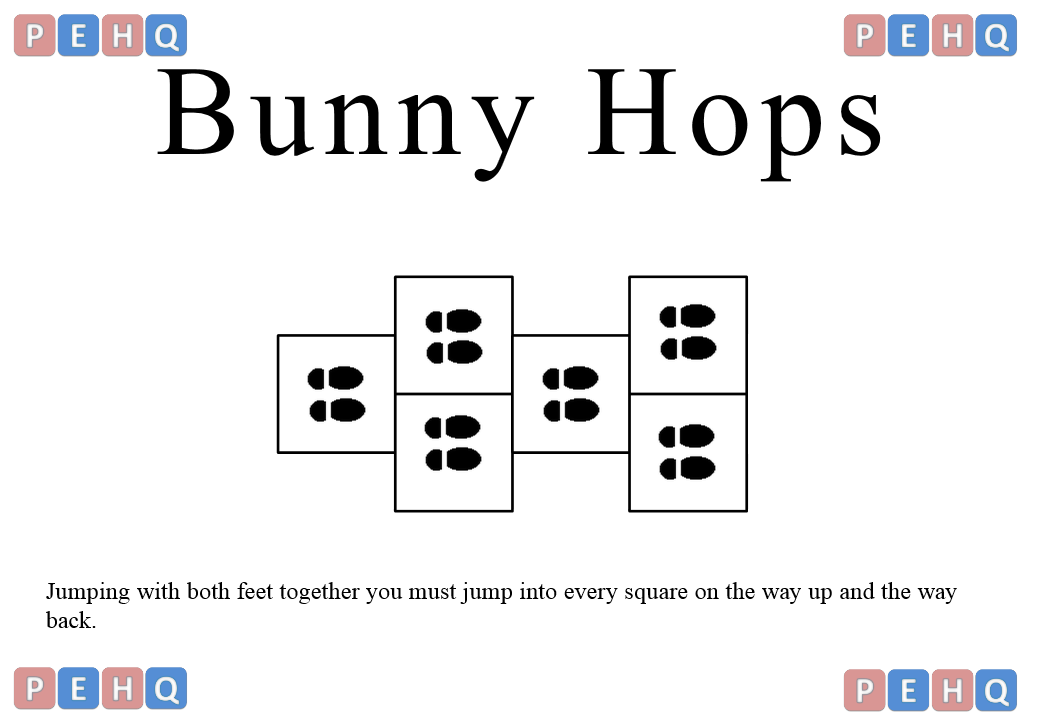 PEHQ PEHQ
Bunny Hops
Jumping with both feet together you must jump into every square on the way up and the way
back.
PEHQ PEHQ